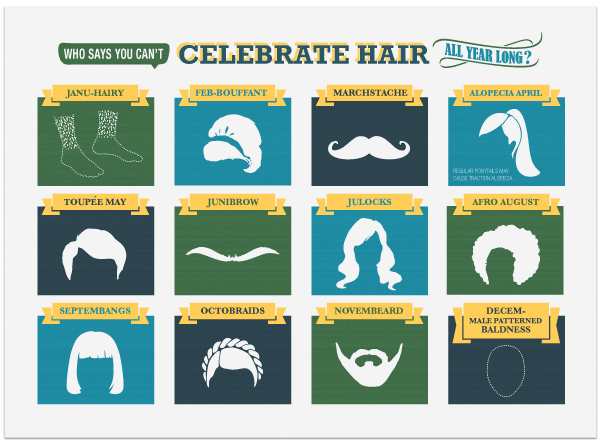 WHO SAYS YOU CAN'T CELEBRATE HAIR ALL YEAR LONG?
JANU-HAIRY
FEB-BOUFFANT
MARCHSTACHE
ALOPECIA APRIL
REGULAR PONYTAILS MAY
CAUSE TRACTION ALOPECIA.
TOUPÉE MAY
JUNIBROW
JULOCKS
AFRO AUGUST
SEPTEMBANGS
OCTOBRAIDS
NOVEMBEARD
DECEM-
MALE PATTERNED
BALDNESS